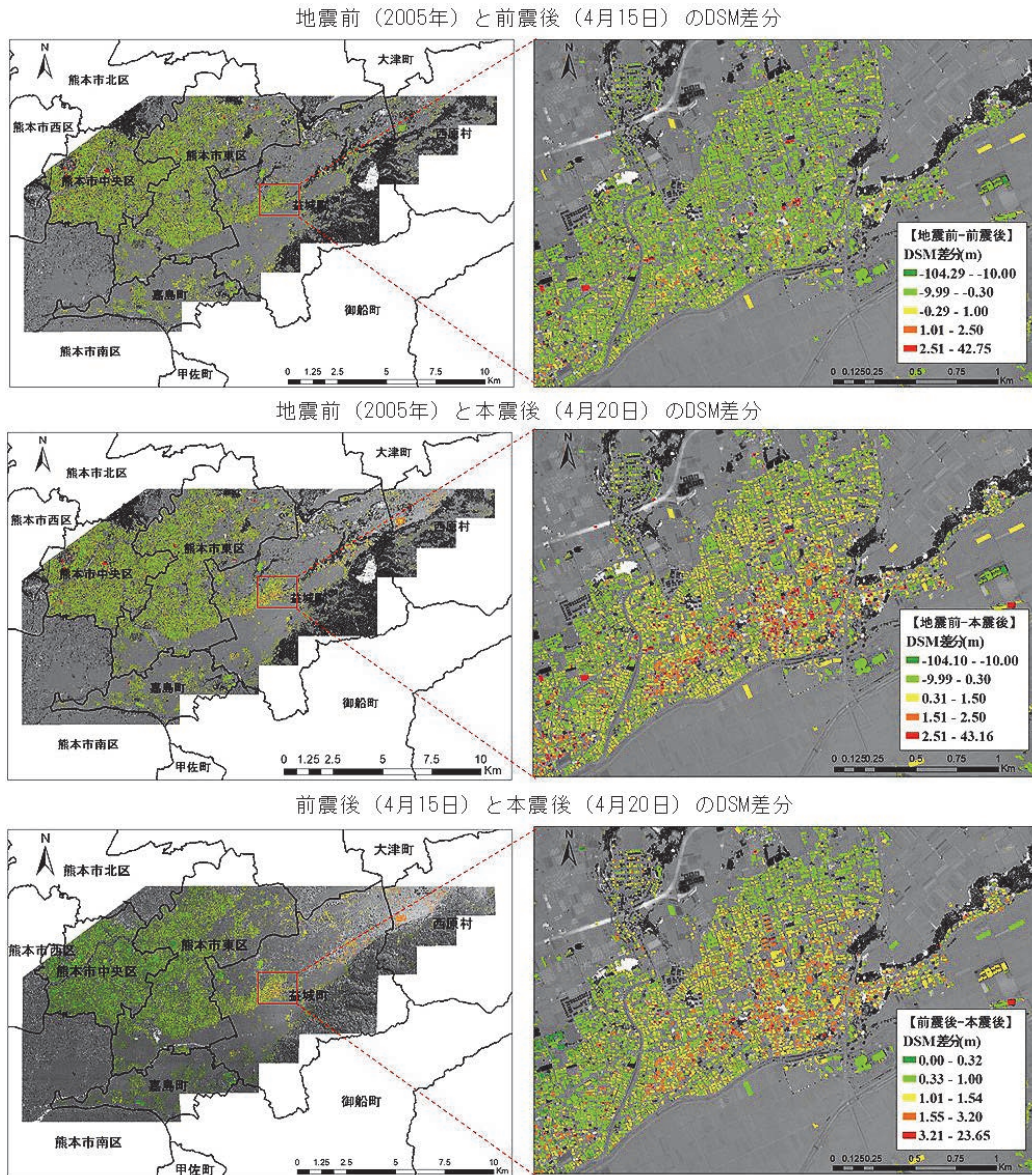 地震前（2005年）と前震後（4月15日）のDSM差分
N
熊本市北区
大津町
熊本市西区
熊本市東区
西原村
熊本市中央区
益城町
嘉島町
御船町
熊本市南区
甲佐町
0 1.25 2.5 5 7.5 10
Km
N
【地震前-前震後】
DSM差分(m)
-104.29 - -10.00
-9.99 - -0.30
-0.29 - 1.00
1.01 - 2.50
2.51 - 42.75
0 0.125 0.25 0.5 0.75 1
Km
地震前（2005年）と本震後（4月20日）のDSM差分
N
熊本市北区
大津町
熊本市西区
熊本市東区
西原村
熊本市中央区
益城町
嘉島町
御船町
熊本市南区
甲佐町
0 1.25 2.5 5 7.5 10
Km
N
【地震前-本震後】
DSM差分(m)
-104.10 - -10.00
-9.99 - 0.30
0.31 - 1.50
1.51 - 2.50
2.51 - 43.16
0 0.125 0.25 0.5 0.75 1
Km
前震後（4月15日）と本震後（4月20日）のDSM差分
N
熊本市北区
大津町
熊本市西区
熊本市東区
西原村
熊本市中央区
益城町
嘉島町
御船町
熊本市南区
甲佐町
0 1.25 2.5 5 7.5 10
Km
N
【前震後-本震後】
DSM差分(m)
0.00 - 0.32
0.33 - 1.00
1.01 - 1.54
1.55 - 3.20
3.21 - 23.65
0 0.125 0.25 0.5 0.75 1
Km